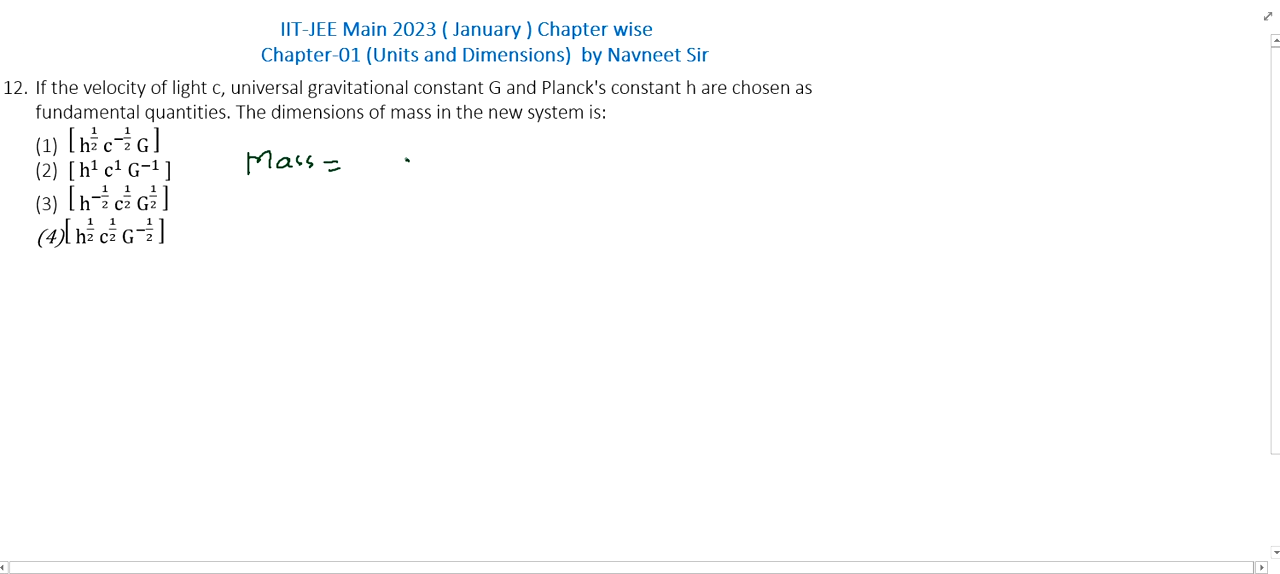 IIT-JEE Main 2023 ( January ) Chapter wise
Chapter-01 (Units and Dimensions)  by Navneet Sir
12. If the velocity of light c, universal gravitational constant G and Planck's constant h are chosen as
fundamental quantities. The dimensions of mass in the new system is:
(1) [h^{1/2} c^{-1/2} G]
(2) [h^1 c^1 G^{-1}]
(3) [h^{-1/2} c^{1/2} G^{1/2}]
(4) [h^{1/2} c^{1/2} G^{-1/2}]
Mass =